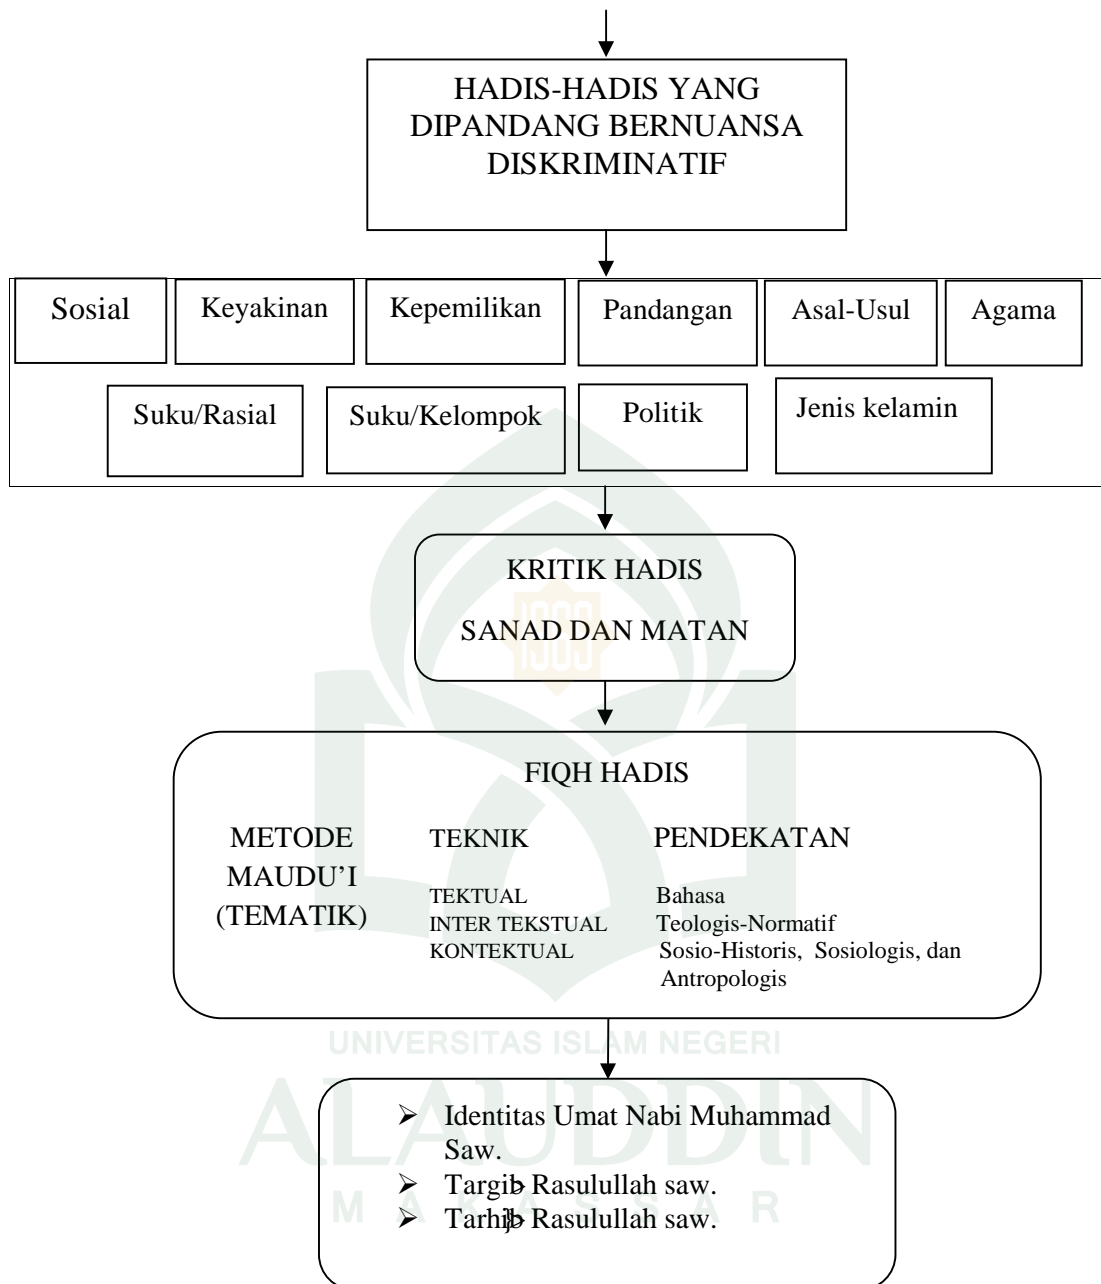 HADIS-HADIS YANG
DIPANDANG BERNUANSA
DISKRIMINATIF
Sosial
Keyakinan
Kepemilikan
Pandangan
Asal-Usul
Agama
Suku/Rasial
Suku/Kelompok
Politik
Jenis kelamin
KRITIK HADIS
SANAD DAN MATAN
1909
FIQH HADIS
METODE
MAUDU’I
(TEMATIK)
TEKNIK
TEKTUAL
INTER TEKSTUAL
KONTEKTUAL
PENDEKATAN
Bahasa
Teologis-Normatif
Sosio-Historis, Sosiologis, dan
Antropologis
UNIVERSITAS ISLAM NEGERI
ALAUDDIN
MAKASSAR
➢ Identitas Umat Nabi Muhammad
Saw.
➢ Targib Rasulullah saw.
➢ Tarhib Rasulullah saw.